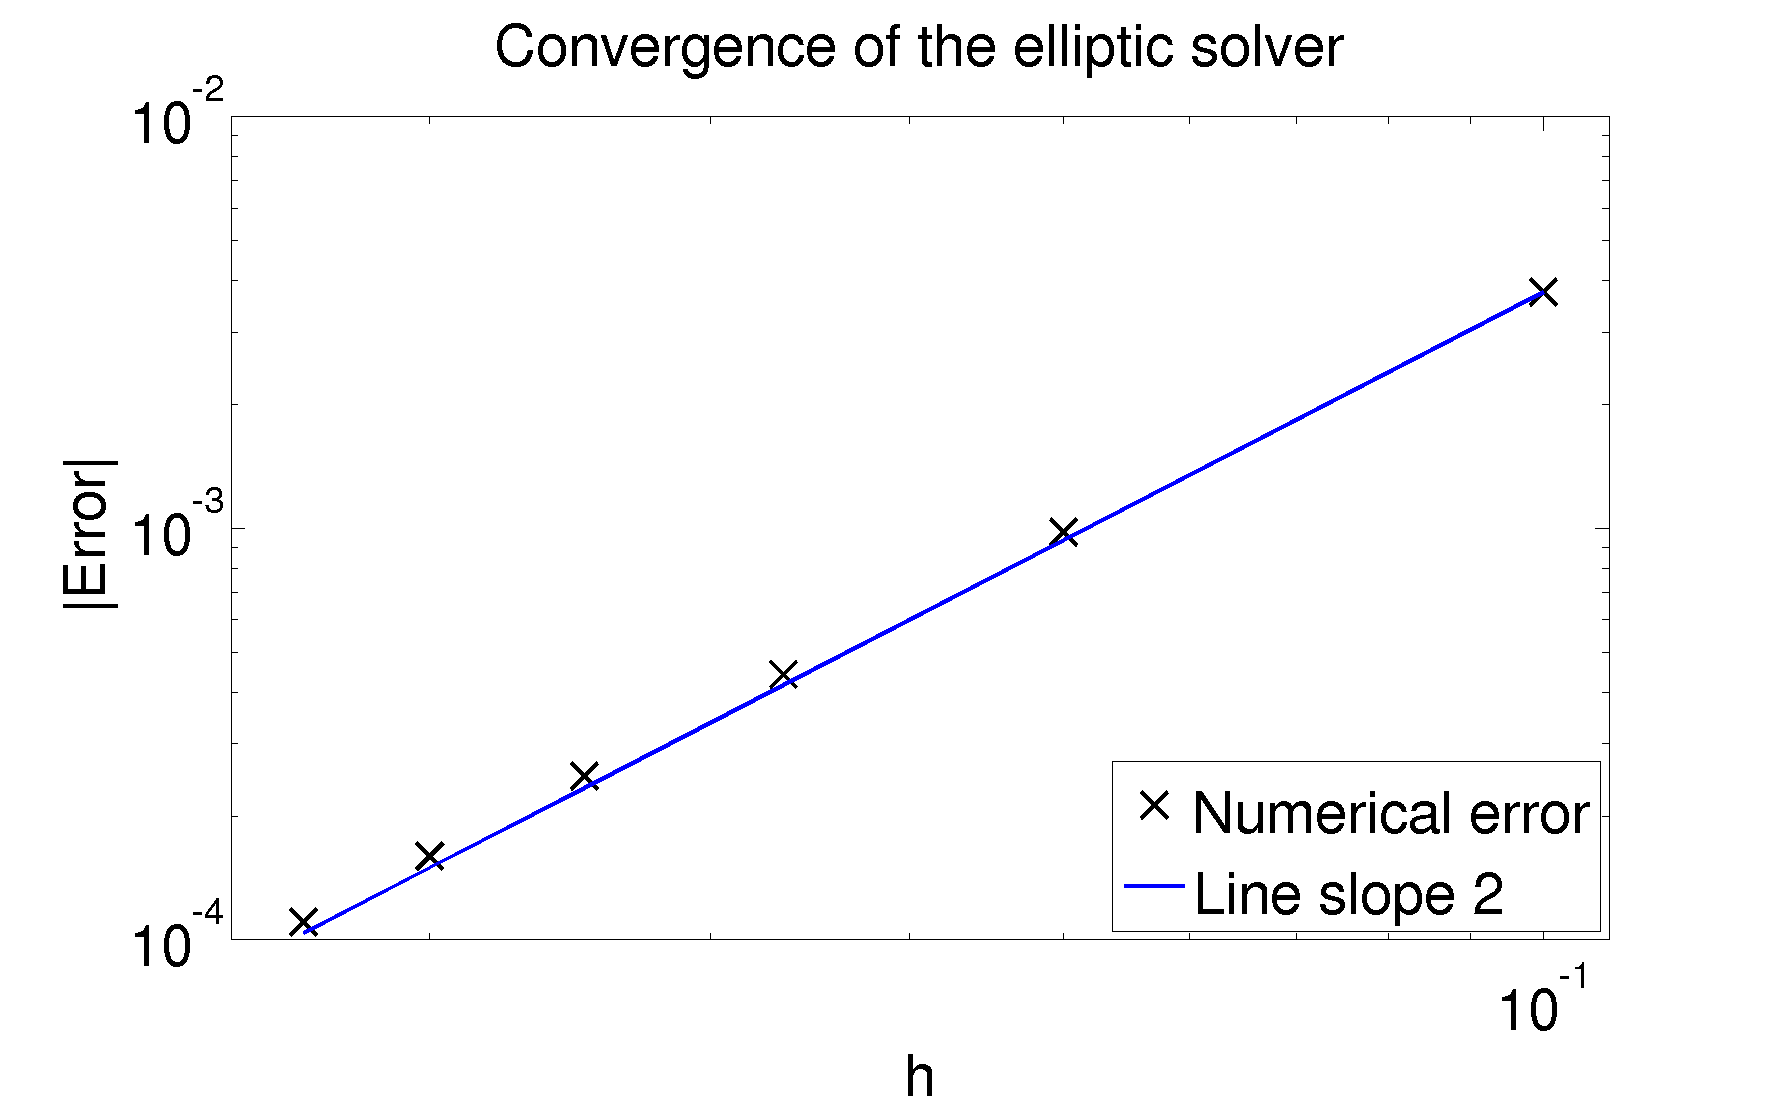 Convergence of the elliptic solver
10^-2
10^-3
10^-4
|Error|
Numerical error
Line slope 2
10^-1
h